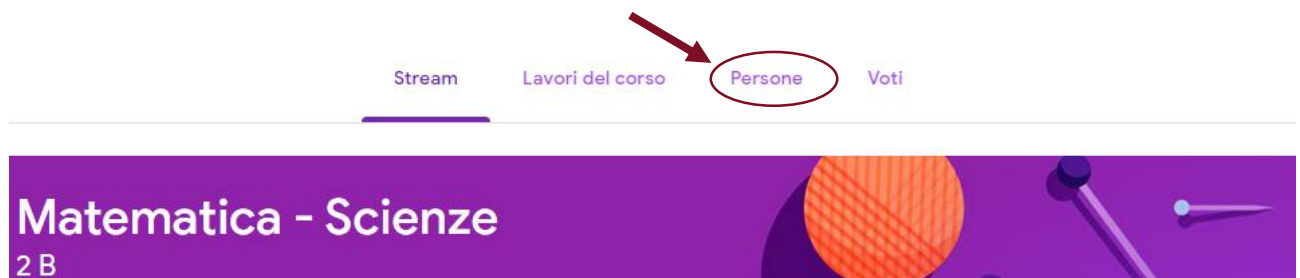 Stream Lavori del corso Persone Voti
Matematica - Scienze
2 B